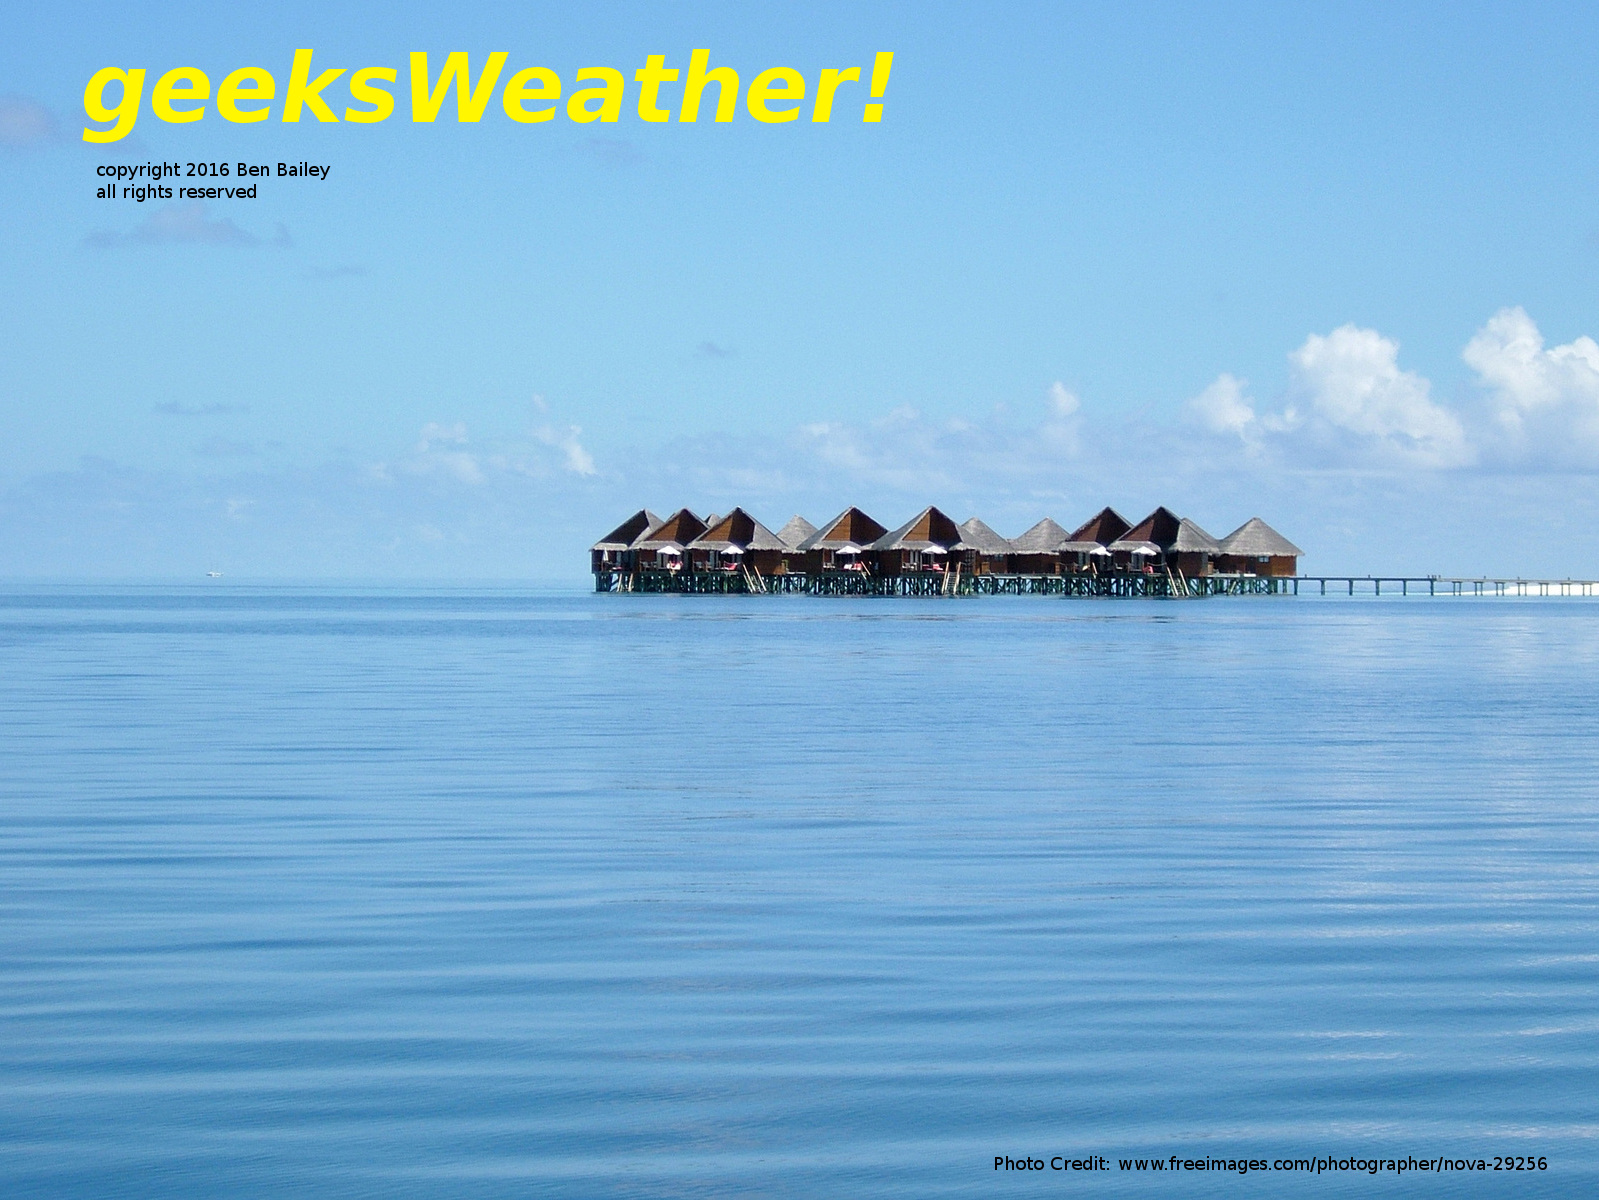 geeksWeather!
copyright 2016 Ben Bailey
all rights reserved
Photo Credit: www.freeimages.com/photographer/nova-29256